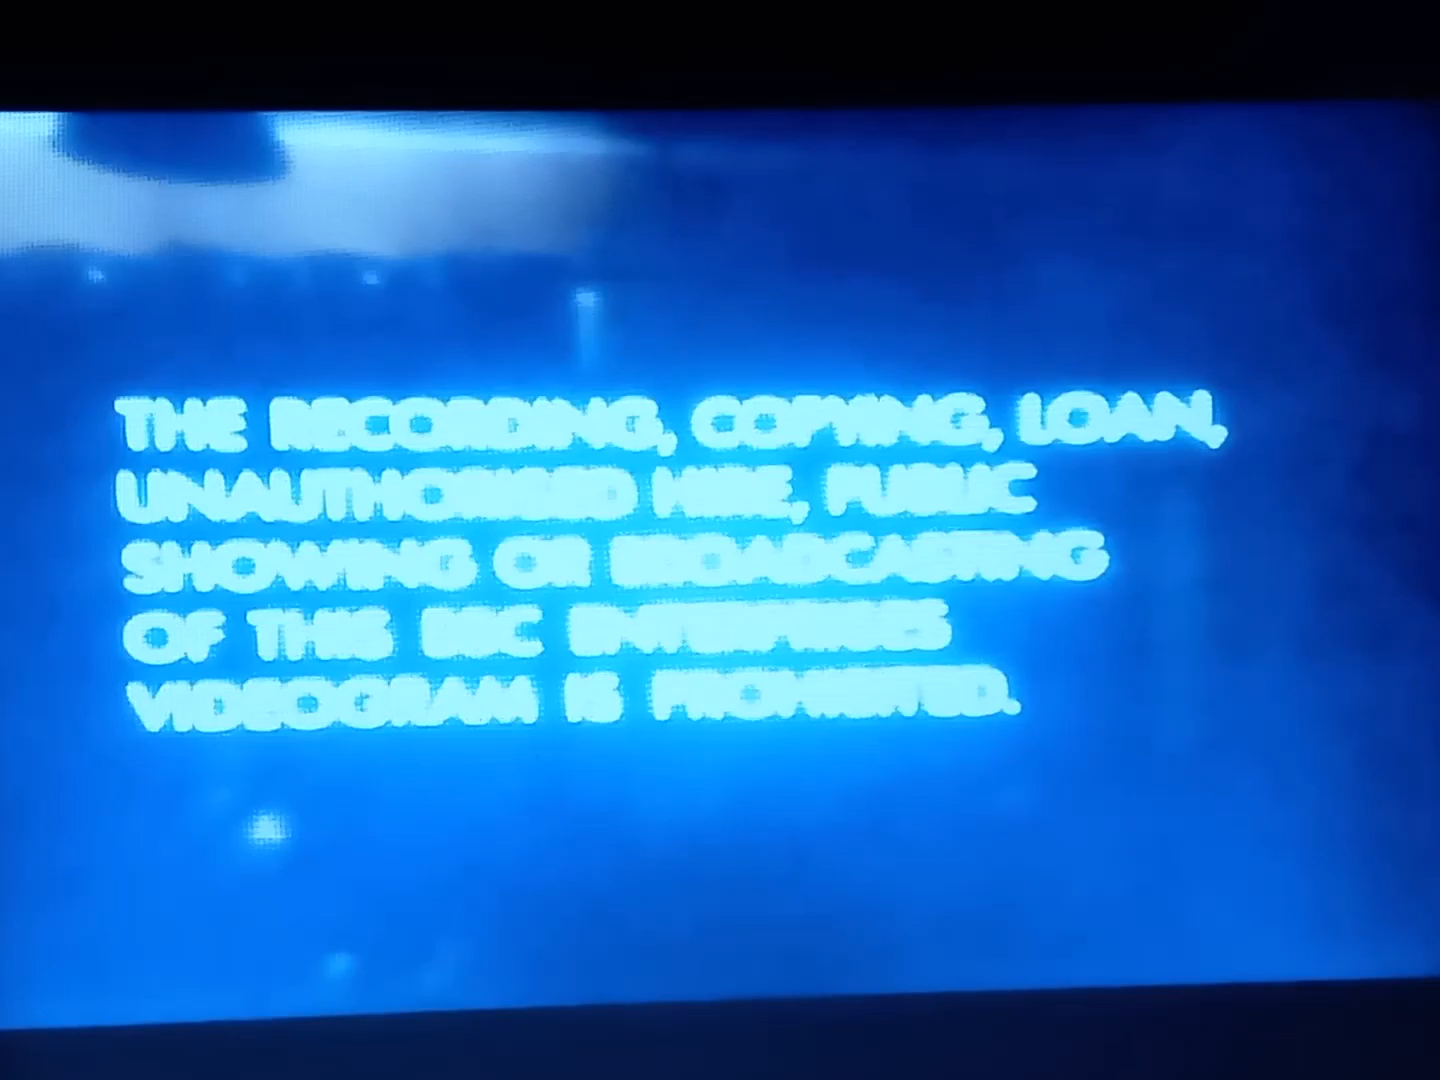 THE RECORDING, COPYING, LOAN,
UNAUTHORISED HIRE, PUBLIC
SHOWING OR BROADCASTING
OF THIS BBC ENTERPRISES
VIDEOGRAM IS PROHIBITED.